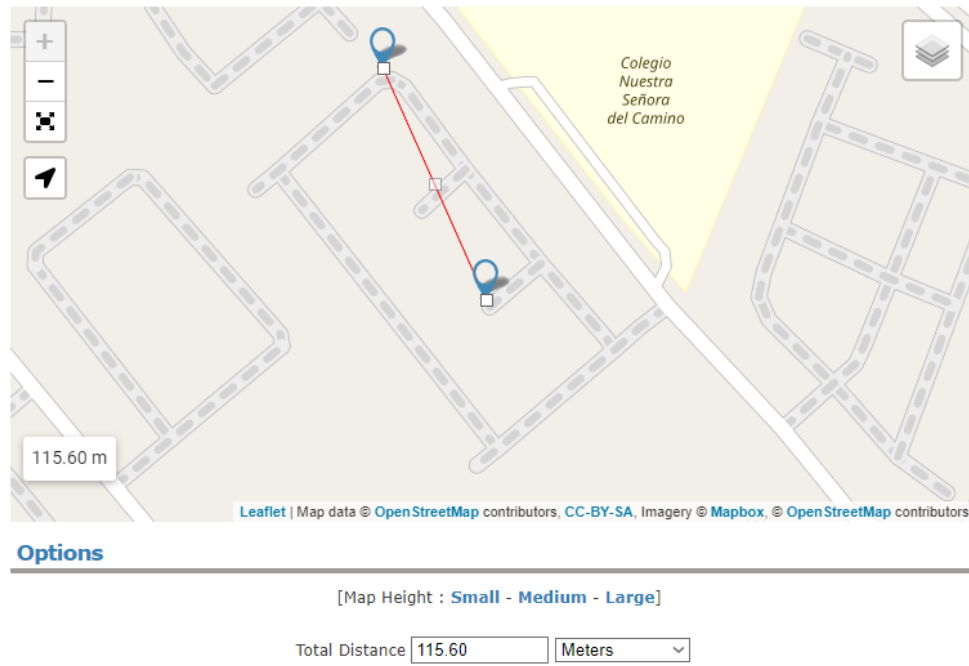 Colegio
Nuestra
Señora
del Camino
115.60 m
Leaflet | Map data © OpenStreetMap contributors, CC-BY-SA, Imagery © Mapbox, © OpenStreetMap contributors
Options
[Map Height : Small - Medium - Large]
Total Distance 115.60 Meters